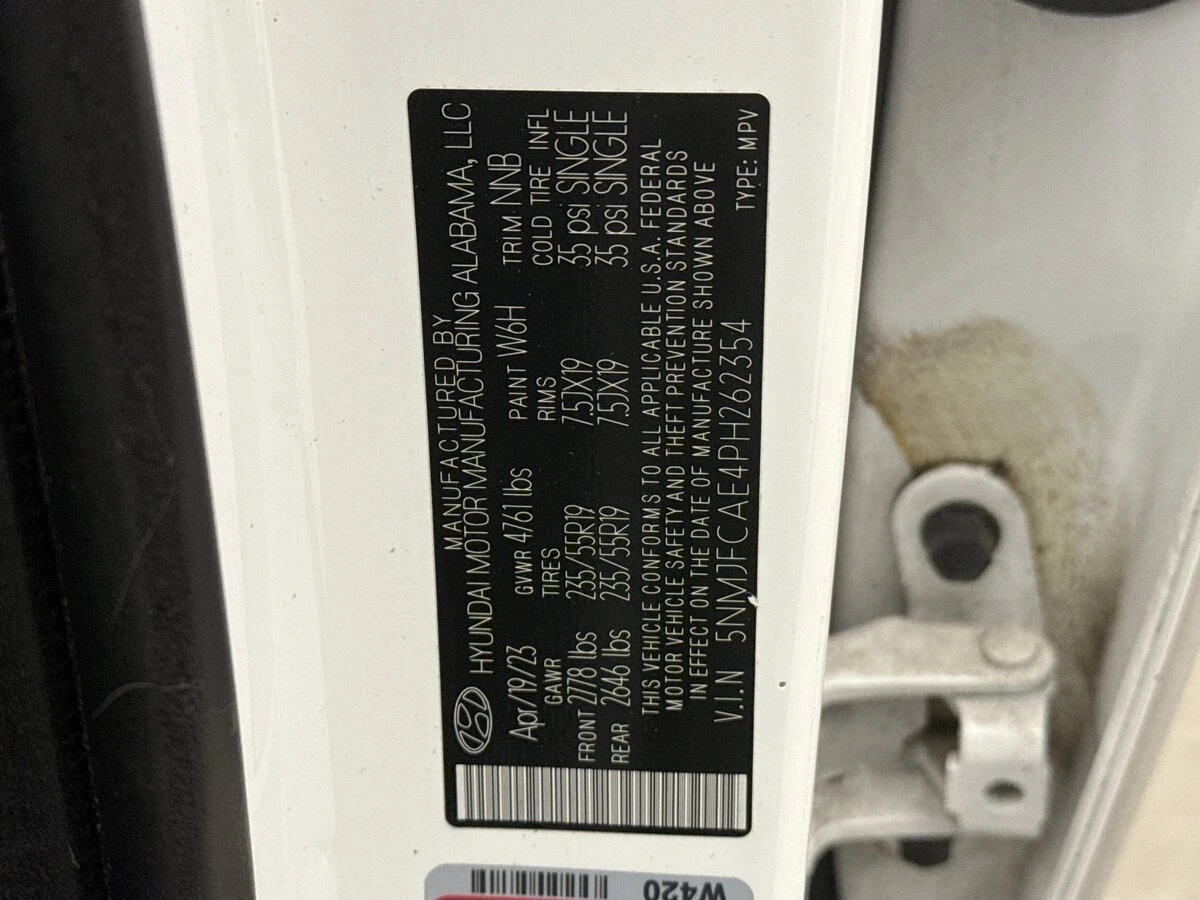 MANUFACTURED BY
HYUNDAI MOTOR MANUFACTURING ALABAMA, LLC
Apr/19/23 GVWR 4761 lbs PAINT W6H TRIM NNB
GAWR TIRES RIMS COLD TIRE INFL
FRONT 2778 lbs 235/55R19 7.5JX19 35 psi SINGLE
REAR 2646 lbs 235/55R19 7.5JX19 35 psi SINGLE
THIS VEHICLE CONFORMS TO ALL APPLICABLE U.S.A. FEDERAL
MOTOR VEHICLE SAFETY AND THEFT PREVENTION STANDARDS
IN EFFECT ON THE DATE OF MANUFACTURE SHOWN ABOVE
V.I.N 5NMJFCAE4PH262354 TYPE: MPV
W420